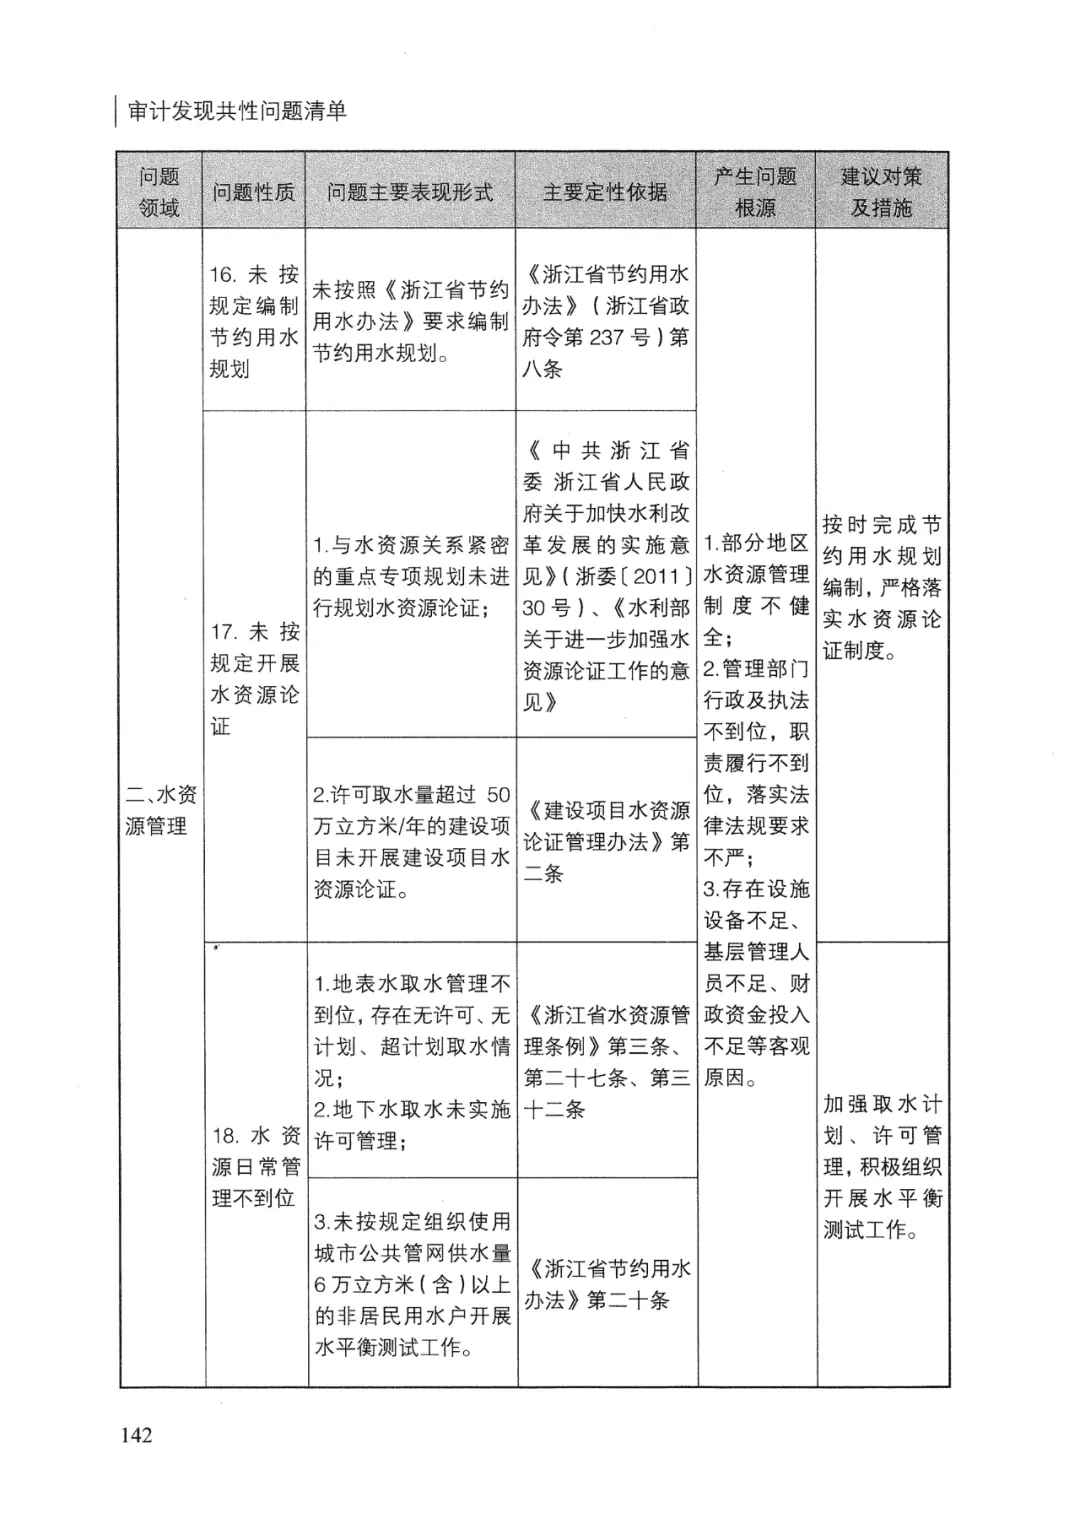 审计发现共性问题清单
问题
领域
问题性质
问题主要表现形式
主要定性依据
产生问题
根源
建议对策
及措施
二、水资
源管理
16. 未按
规定编制
节约用水
规划
未按照《浙江省节约
用水办法》要求编制
节约用水规划。
《浙江省节约用水
办法》(浙江省政
府令第 237 号)第
八条
17. 未按
规定开展
水资源论
证
1.与水资源关系紧密
的重点专项规划未进
行规划水资源论证；
《中共浙江省
委 浙江省人民政
府关于加快水利改
革发展的实施意
见》(浙委〔2011〕
30 号)、《水利部
关于进一步加强水
资源论证工作的意
见》
2.许可取水量超过 50
万立方米/年的建设项
目未开展建设项目水
资源论证。
《建设项目水资源
论证管理办法》第
二条
18. 水资
源日常管
理不到位
1.地表水取水管理不
到位，存在无许可、无
计划、超计划取水情
况；
2.地下水取水未实施
许可管理；
《浙江省水资源管
理条例》第三条、
第二十七条、第三
十二条
3.未按规定组织使用
城市公共管网供水量
6 万立方米(含)以上
的非居民用水户开展
水平衡测试工作。
《浙江省节约用水
办法》第二十条
1.部分地区
水资源管理
制度不健
全；
2.管理部门
行政及执法
不到位，职
责履行不到
位，落实法
律法规要求
不严；
3.存在设施
设备不足、
基层管理人
员不足、财
政资金投入
不足等客观
原因。
按时完成节
约用水规划
编制，严格落
实水资源论
证制度。
加强取水计
划、许可管
理，积极组织
开展水平衡
测试工作。
142